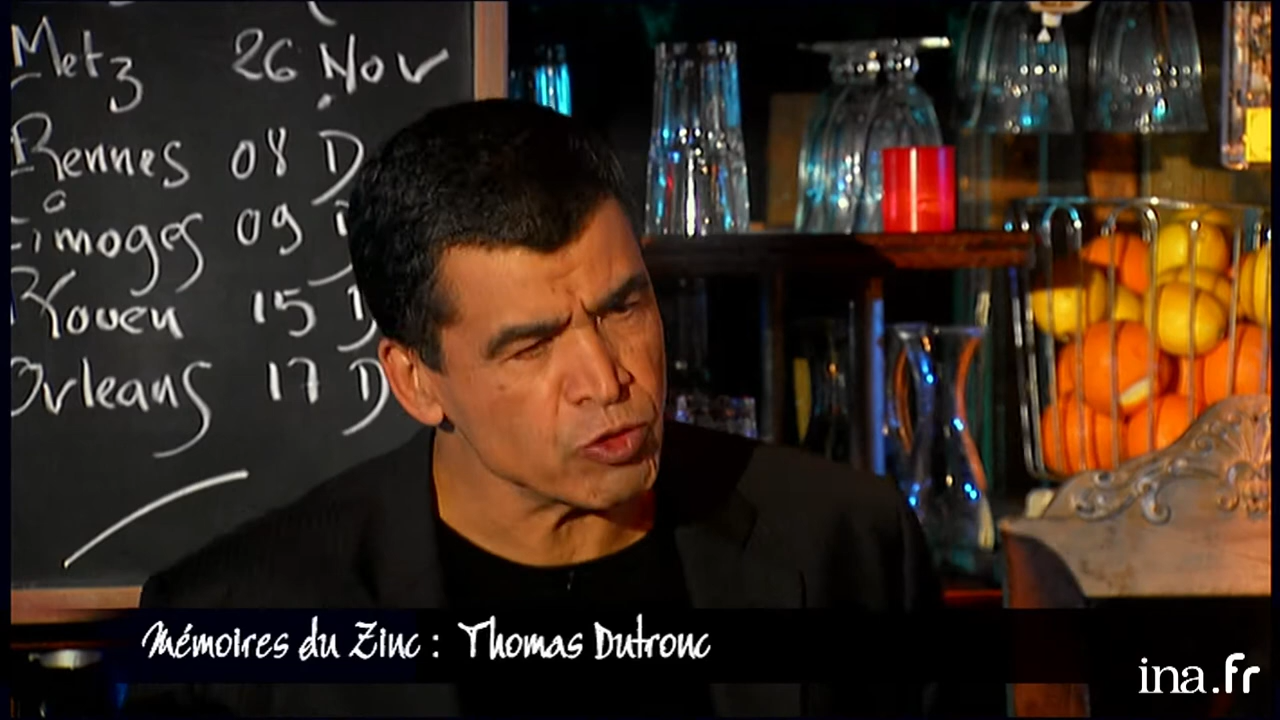 Metz 26 Nov
Rennes 08 D
Limoges 09 D
Rouen 15 D
Orleans 17 D
Mémoires du Zinc : Thomas Dutronc
ina.fr